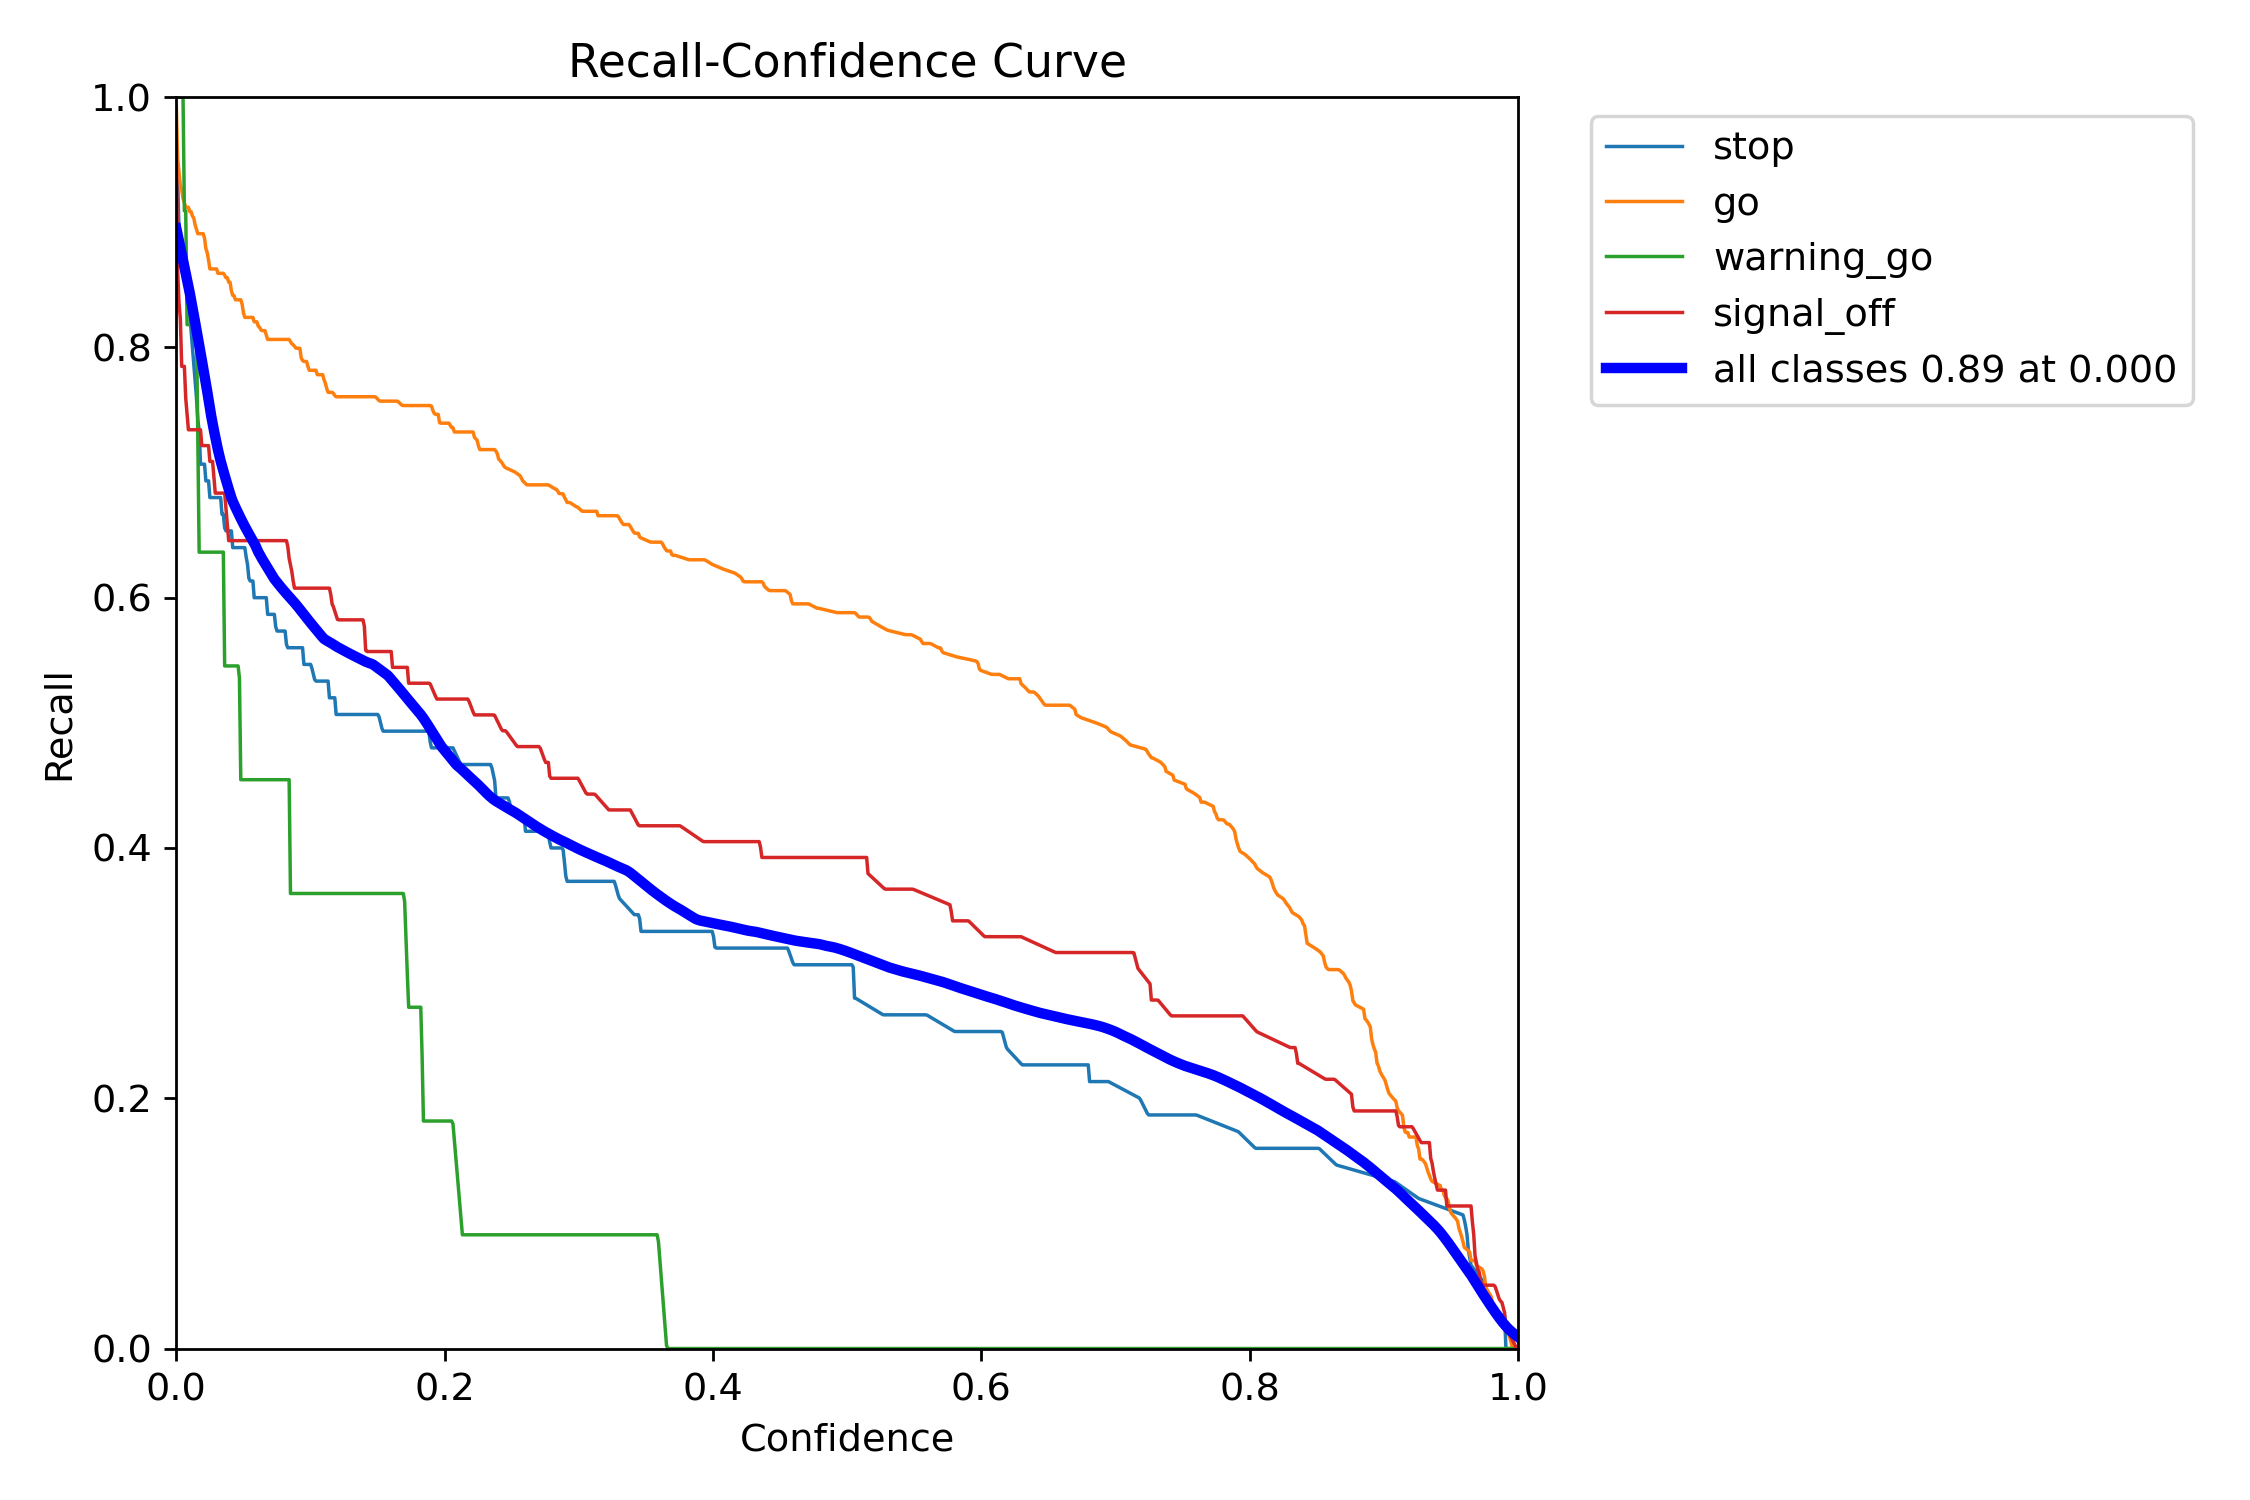 Recall-Confidence Curve
1.0
0.8
0.6
0.4
0.2
0.0
Recall
0.0 0.2 0.4 0.6 0.8 1.0
Confidence
stop
go
warning_go
signal_off
all classes 0.89 at 0.000